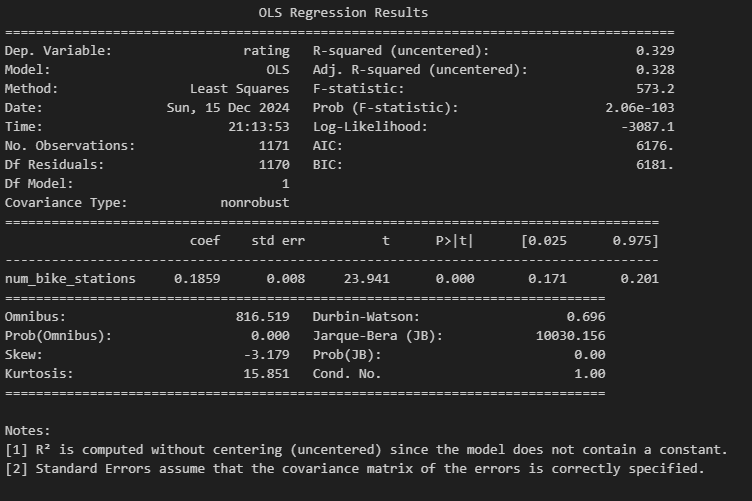 OLS Regression Results
==============================================================================
Dep. Variable: rating R-squared (uncentered): 0.329
Model: OLS Adj. R-squared (uncentered): 0.328
Method: Least Squares F-statistic: 573.2
Date: Sun, 15 Dec 2024 Prob (F-statistic): 2.06e-103
Time: 21:13:53 Log-Likelihood: -3087.1
No. Observations: 1171 AIC: 6176.
Df Residuals: 1170 BIC: 6181.
Df Model: 1
Covariance Type: nonrobust
==============================================================================
coef std err t P>|t| [0.025 0.975]
------------------------------------------------------------------------------
num_bike_stations 0.1859 0.008 23.941 0.000 0.171 0.201
==============================================================================
Omnibus: 816.519 Durbin-Watson: 0.696
Prob(Omnibus): 0.000 Jarque-Bera (JB): 10030.156
Skew: -3.179 Prob(JB): 0.00
Kurtosis: 15.851 Cond. No. 1.00
==============================================================================
Notes:
[1] R² is computed without centering (uncentered) since the model does not contain a constant.
[2] Standard Errors assume that the covariance matrix of the errors is correctly specified.